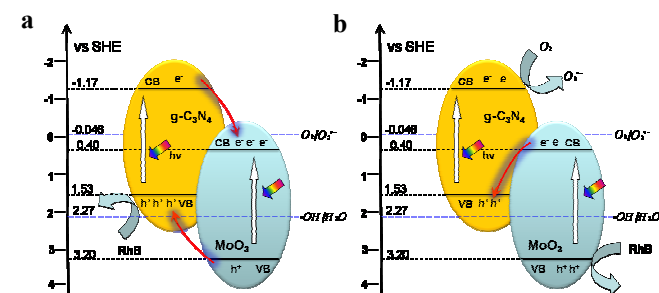 a
vs SHE
-2
-1.17
CB e⁻
-1
g-C₃N₄
-0.046
0
O₂/O₂•⁻
0.40
CB e⁻ e⁻ e⁻
hν
1
1.53
h⁺ h⁺ h⁺ VB
2
2.27
·OH/H₂O
RhB
MoO₃
3
3.20
h⁺ VB
4
b
vs SHE
O₂
-2
-1.17
CB e⁻ e
O₂•⁻
-1
g-C₃N₄
-0.046
0
O₂/O₂•⁻
0.40
e⁻ e CB
hν
1
1.53
VB h⁺ h⁺
2
2.27
·OH/H₂O
MoO₃
RhB
3
3.20
VB h⁺ h⁺
4